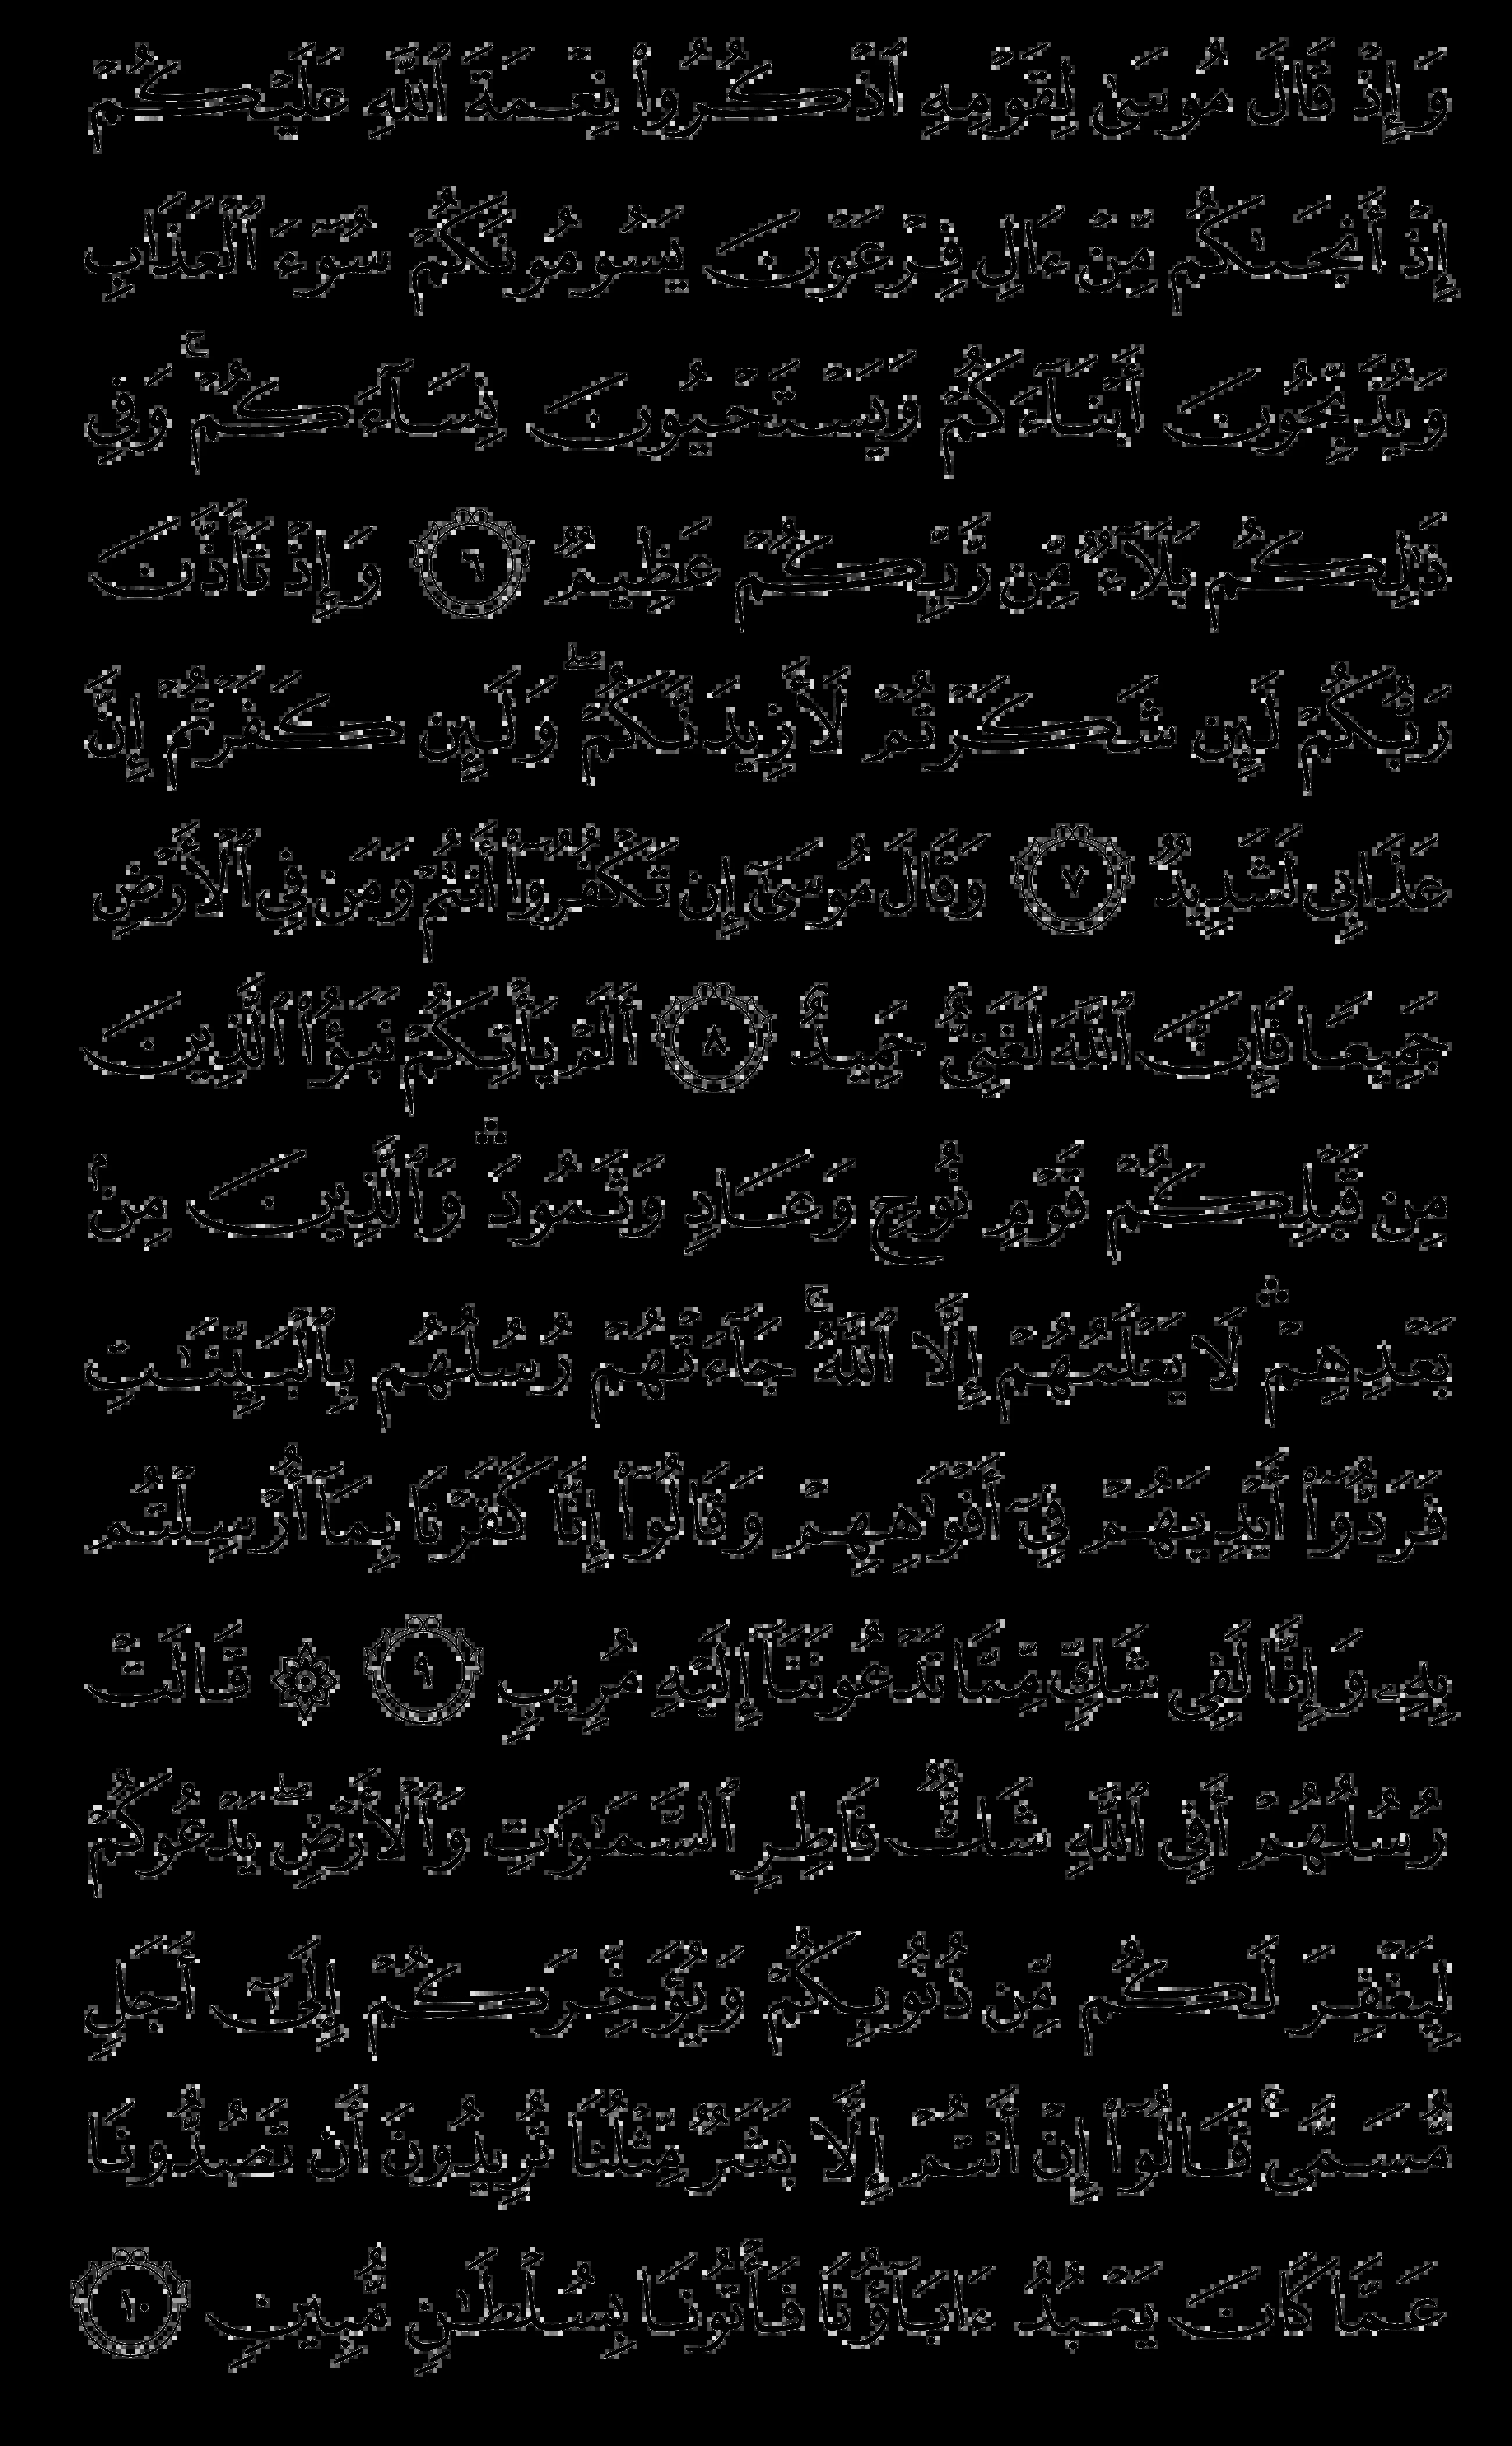 وَإِذْ قَالَ مُوسَىٰ لِقَوْمِهِ ٱذْكُرُوا۟ نِعْمَةَ ٱللَّهِ عَلَيْكُمْ
إِذْ أَنجَىٰكُم مِّنْ ءَالِ فِرْعَوْنَ يَسُومُونَكُمْ سُوٓءَ ٱلْعَذَابِ
وَيُذَبِّحُونَ أَبْنَآءَكُمْ وَيَسْتَحْيُونَ نِسَآءَكُمْ ۚ وَفِى
ذَٰلِكُم بَلَآءٌ مِّن رَّبِّكُمْ عَظِيمٌ ٦ وَإِذْ تَأَذَّنَ
رَبُّكُمْ لَئِن شَكَرْتُمْ لَأَزِيدَنَّكُمْ ۖ وَلَئِن كَفَرْتُمْ إِنَّ
عَذَابِى لَشَدِيدٌ ٧ وَقَالَ مُوسَىٰٓ إِن تَكْفُرُوٓا۟ أَنتُمْ وَمَن فِى ٱلْأَرْضِ
جَمِيعًا فَإِنَّ ٱللَّهَ لَغَنِىٌّ حَمِيدٌ ٨ أَلَمْ يَأْتِكُمْ نَبَؤُا۟ ٱلَّذِينَ
مِن قَبْلِكُمْ قَوْمِ نُوحٍ وَعَادٍ وَثَمُودَ ۛ وَٱلَّذِينَ مِنۢ
بَعْدِهِمْ ۛ لَا يَعْلَمُهُمْ إِلَّا ٱللَّهُ ۚ جَآءَتْهُمْ رُسُلُهُم بِٱلْبَيِّنَٰتِ
فَرَدُّوٓا۟ أَيْدِيَهُمْ فِىٓ أَفْوَٰهِهِمْ وَقَالُوٓا۟ إِنَّا كَفَرْنَا بِمَآ أُرْسِلْتُم
بِهِۦ وَإِنَّا لَفِى شَكٍّ مِّمَّا تَدْعُونَنَآ إِلَيْهِ مُرِيبٍ ٩ ۞ قَالَتْ
رُسُلُهُمْ أَفِى ٱللَّهِ شَكٌّ فَاطِرِ ٱلسَّمَٰوَٰتِ وَٱلْأَرْضِ ۖ يَدْعُوكُمْ
لِيَغْفِرَ لَكُم مِّن ذُنُوبِكُمْ وَيُؤَخِّرَكُمْ إِلَىٰٓ أَجَلٍ
مُّسَمًّى ۚ قَالُوٓا۟ إِنْ أَنتُمْ إِلَّا بَشَرٌ مِّثْلُنَا تُرِيدُونَ أَن تَصُدُّونَا
عَمَّا كَانَ يَعْبُدُ ءَابَآؤُنَا فَأْتُونَا بِسُلْطَٰنٍ مُّبِينٍ ١٠